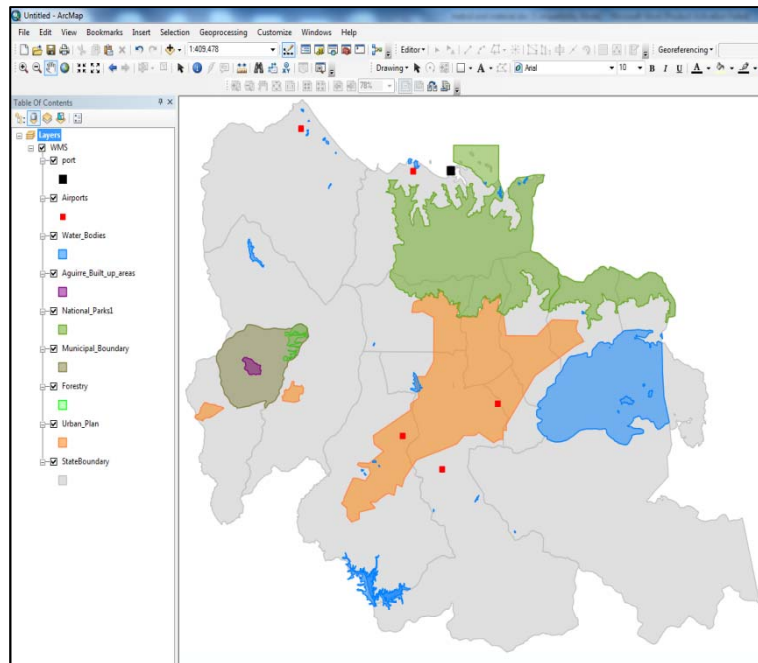 Untitled - ArcMap
File Edit View Bookmarks Insert Selection Geoprocessing Customize Windows Help
1:409.478 Editor Georeferencing
Drawing A Arial 10 B I U A
78%
Table Of Contents
Layers
WMS
port
Airports
Water_Bodies
Aguirre_Built_up_areas
National_Parks1
Municipal_Boundary
Forestry
Urban_Plan
StateBoundary